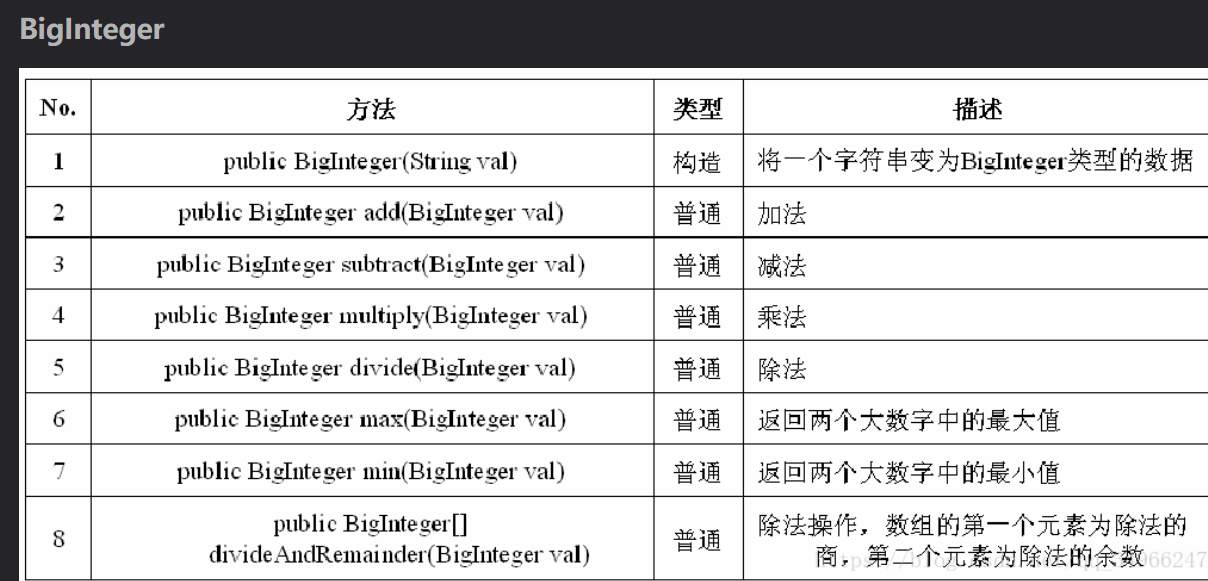 BigInteger
No. 方法 类型 描述
1 public BigInteger(String val) 构造 将一个字符串变为BigInteger类型的数据
2 public BigInteger add(BigInteger val) 普通 加法
3 public BigInteger subtract(BigInteger val) 普通 减法
4 public BigInteger multiply(BigInteger val) 普通 乘法
5 public BigInteger divide(BigInteger val) 普通 除法
6 public BigInteger max(BigInteger val) 普通 返回两个大数字中的最大值
7 public BigInteger min(BigInteger val) 普通 返回两个大数字中的最小值
8 public BigInteger[] 普通 除法操作，数组的第一个元素为除法的
divideAndRemainder(BigInteger val) 商，第二个元素为除法的余数